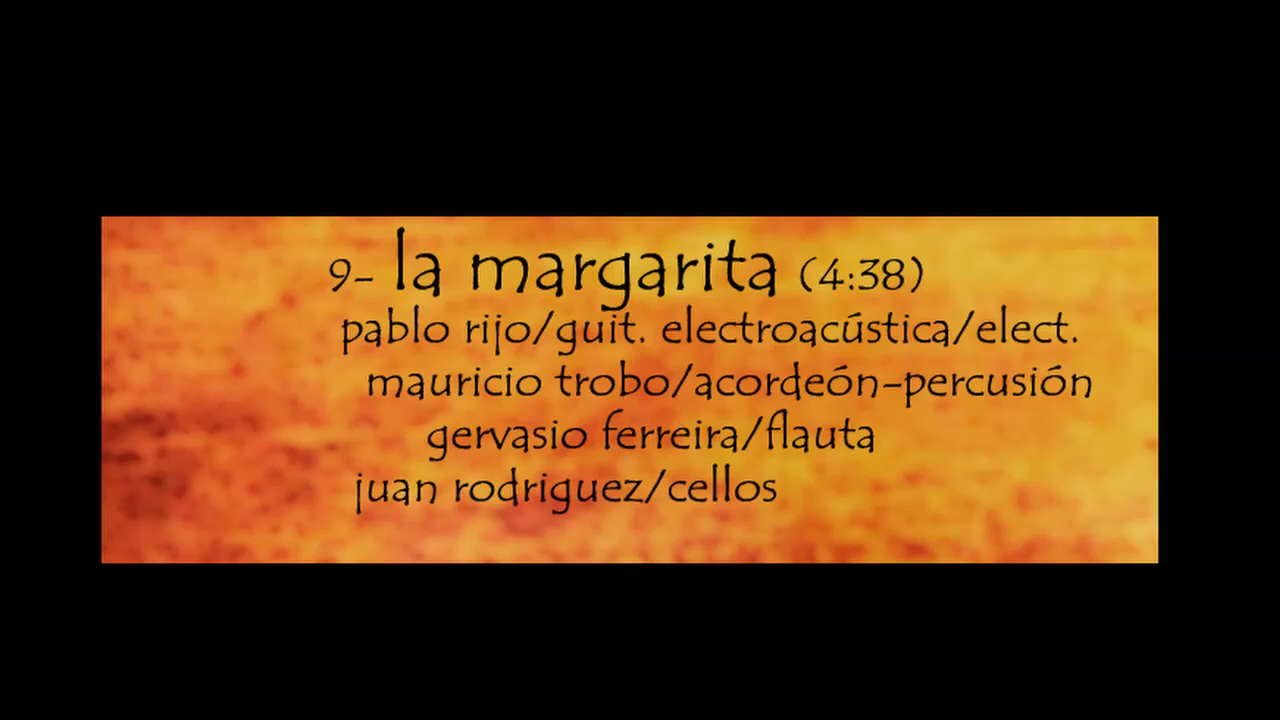 9- la margarita (4:38)
pablo rijo/guit. electroacústica/elect.
mauricio trobo/acordeón-percusión
gervasio ferreira/flauta
juan rodriguez/cellos